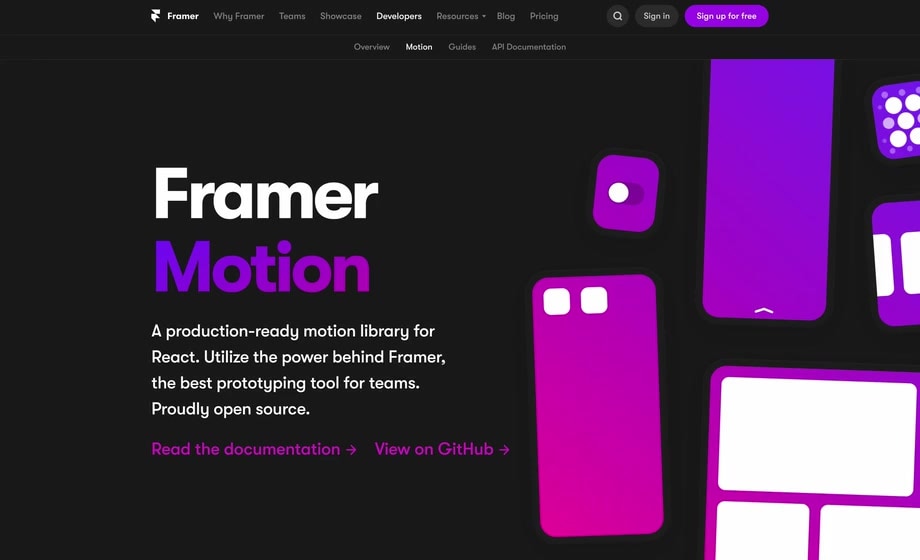 Framer Why Framer Teams Showcase Developers Resources Blog Pricing Sign in Sign up for free
Overview Motion Guides API Documentation
Framer
Motion
A production-ready motion library for
React. Utilize the power behind Framer,
the best prototyping tool for teams.
Proudly open source.
Read the documentation → View on GitHub →